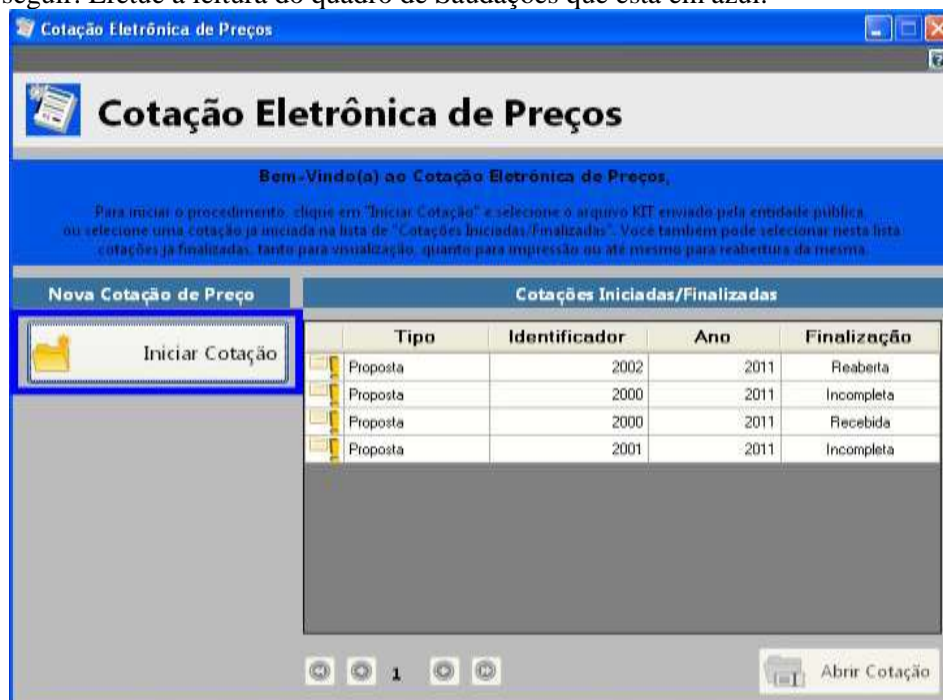 seguir. Efetue a leitura do quadro de Saudações que está em azul.
Cotação Eletrônica de Preços
Cotação Eletrônica de Preços
Bem-Vindo(a) ao Cotação Eletrônica de Preços,
Para iniciar o procedimento, clique em "Iniciar Cotação" e selecione o arquivo KIT enviado pela entidade pública,
ou selecione uma cotação já iniciada na lista de "Cotações Iniciadas/Finalizadas". Você também pode selecionar nesta lista
cotações já finalizadas, tanto para visualização, quanto para impressão ou até mesmo para reabertura da mesma.
Nova Cotação de Preço
Cotações Iniciadas/Finalizadas
Iniciar Cotação
Tipo Identificador Ano Finalização
Proposta 2002 2011 Reaberta
Proposta 2000 2011 Incompleta
Proposta 2000 2011 Recebida
Proposta 2001 2011 Incompleta
1
Abrir Cotação